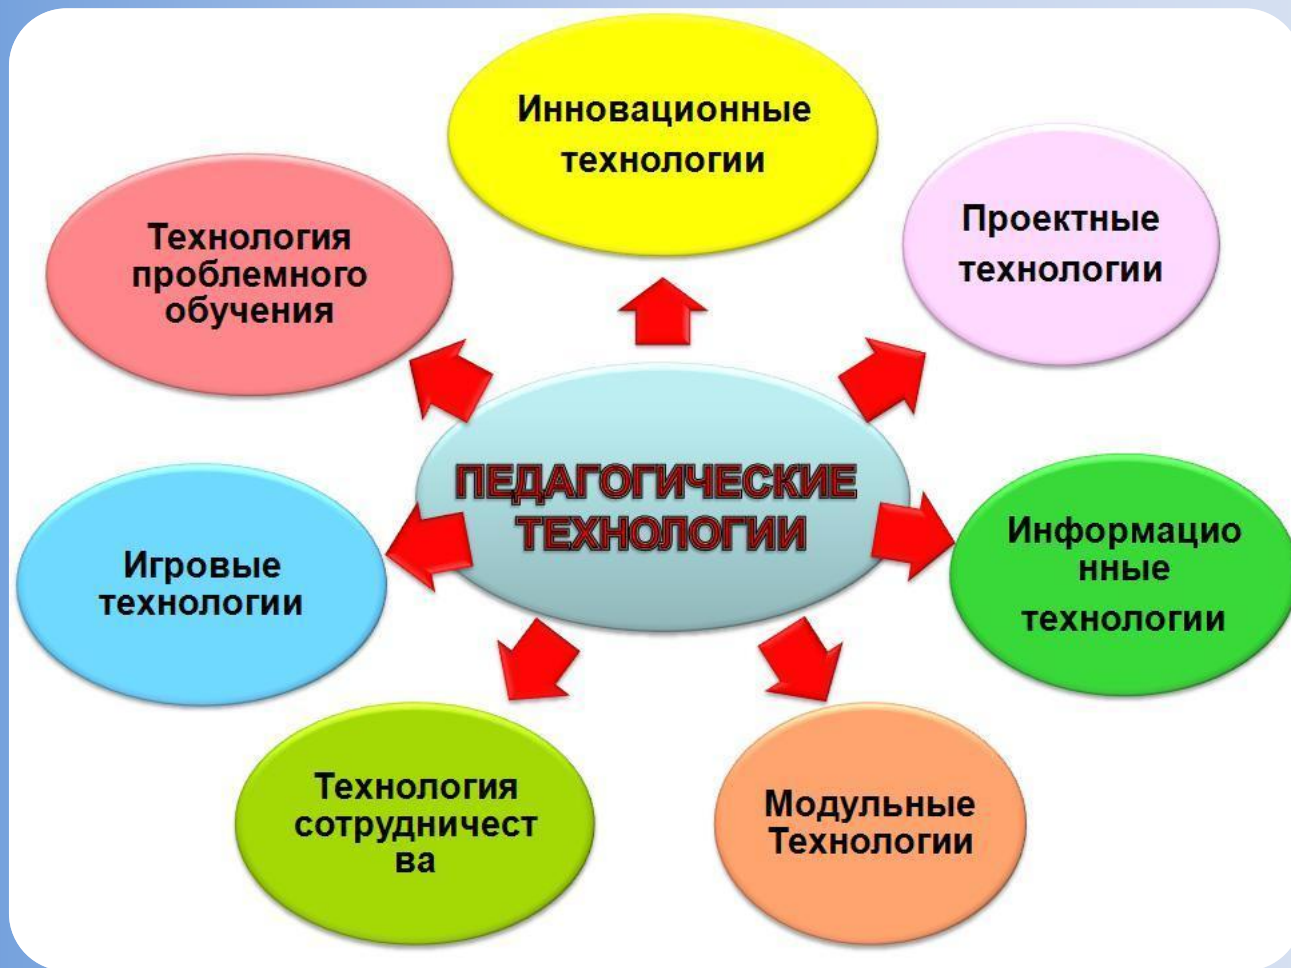 Инновационные
технологии
Проектные
технологии
Технология
проблемного
обучения
ПЕДАГОГИЧЕСКИЕ
ТЕХНОЛОГИИ
Информацио
нные
технологии
Игровые
технологии
Технология
сотрудничест
ва
Модульные
Технологии